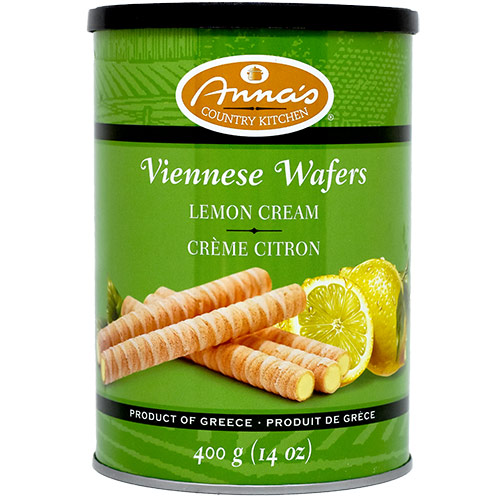 Anna's
COUNTRY KITCHEN
®
Viennese Wafers
LEMON CREAM
CRÈME CITRON
PRODUCT OF GREECE • PRODUIT DE GRÈCE
400 g (14 oz)